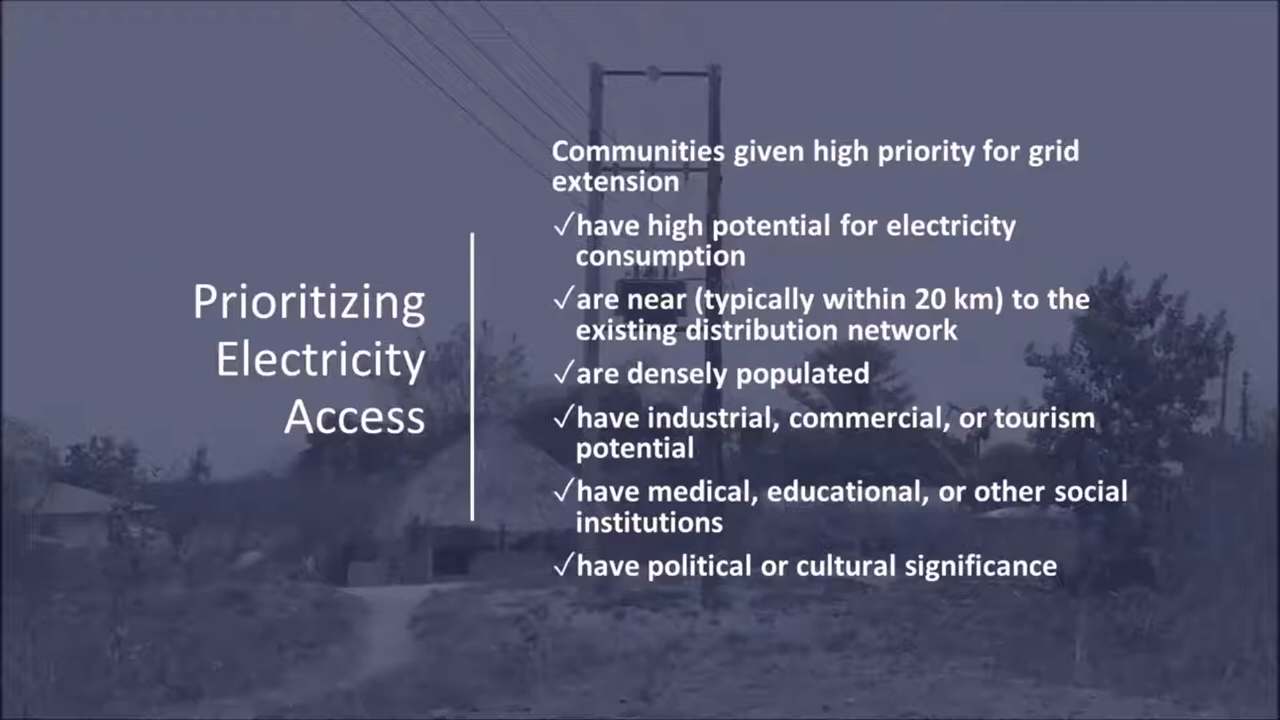 Prioritizing
Electricity
Access
Communities given high priority for grid
extension
✓have high potential for electricity
consumption
✓are near (typically within 20 km) to the
existing distribution network
✓are densely populated
✓have industrial, commercial, or tourism
potential
✓have medical, educational, or other social
institutions
✓have political or cultural significance